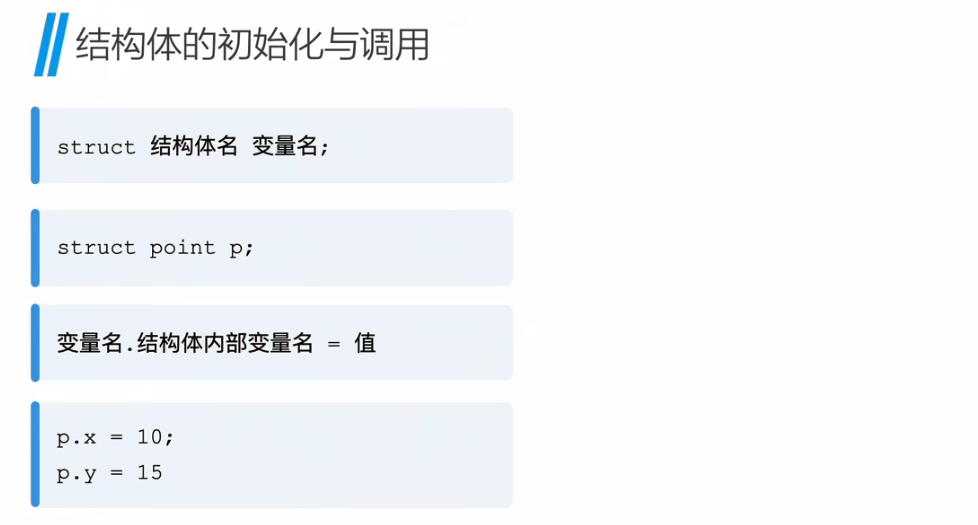 结构体的初始化与调用
struct 结构体名 变量名;
struct point p;
变量名.结构体内部变量名 = 值
p.x = 10;
p.y = 15